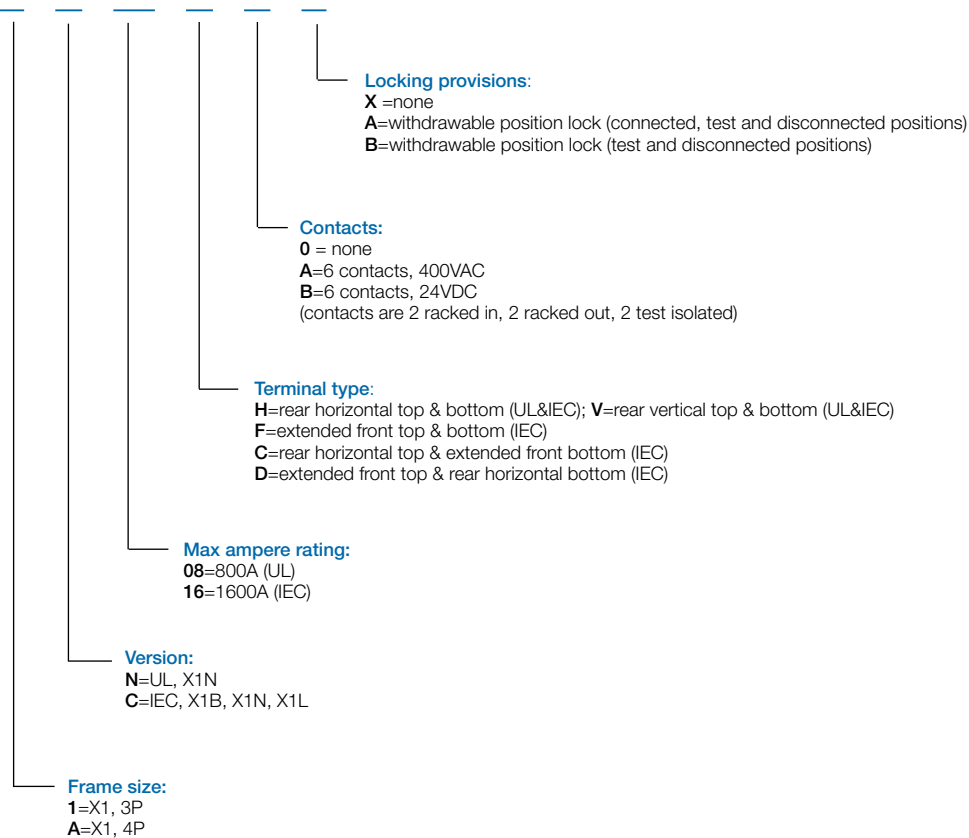 Locking provisions:
X =none
A=withdrawable position lock (connected, test and disconnected positions)
B=withdrawable position lock (test and disconnected positions)
Contacts:
0 = none
A=6 contacts, 400VAC
B=6 contacts, 24VDC
(contacts are 2 racked in, 2 racked out, 2 test isolated)
Terminal type:
H=rear horizontal top & bottom (UL&IEC); V=rear vertical top & bottom (UL&IEC)
F=extended front top & bottom (IEC)
C=rear horizontal top & extended front bottom (IEC)
D=extended front top & rear horizontal bottom (IEC)
Max ampere rating:
08=800A (UL)
16=1600A (IEC)
Version:
N=UL, X1N
C=IEC, X1B, X1N, X1L
Frame size:
1=X1, 3P
A=X1, 4P